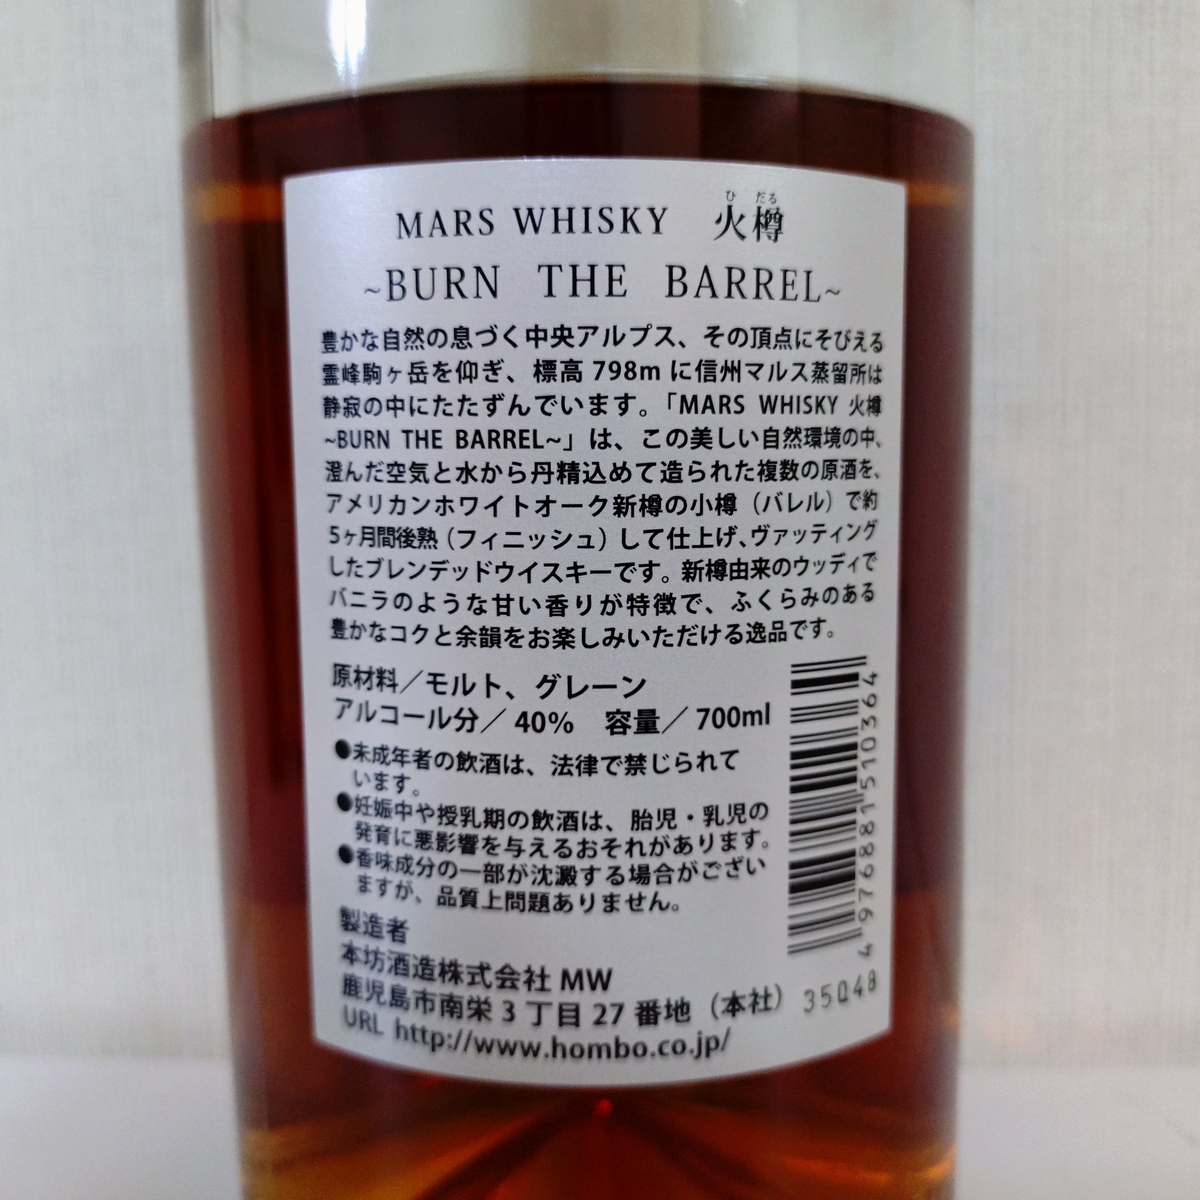 ひ だる
MARS WHISKY 火樽
~BURN THE BARREL~
豊かな自然の息づく中央アルプス、その頂点にそびえる
霊峰駒ヶ岳を仰ぎ、標高 798m に信州マルス蒸留所は
静寂の中にたたずんでいます。「MARS WHISKY 火樽
~BURN THE BARREL~」は、この美しい自然環境の中、
澄んだ空気と水から丹精込めて造られた複数の原酒を、
アメリカンホワイトオーク新樽の小樽（バレル）で約
5ヶ月間後熟（フィニッシュ）して仕上げ、ヴァッティング
したブレンデッドウイスキーです。新樽由来のウッディで
バニラのような甘い香りが特徴で、ふくらみのある
豊かなコクと余韻をお楽しみいただける逸品です。
原材料／モルト、グレーン
アルコール分／ 40% 容量／ 700ml
●未成年者の飲酒は、法律で禁じられて
います。
●妊娠中や授乳期の飲酒は、胎児・乳児の
発育に悪影響を与えるおそれがあります。
●香味成分の一部が沈澱する場合がござい
ますが、品質上問題ありません。
製造者
本坊酒造株式会社 MW
鹿児島市南栄 3 丁目 27 番地（本社）
URL http://www.hombo.co.jp/
4976881510364
35048